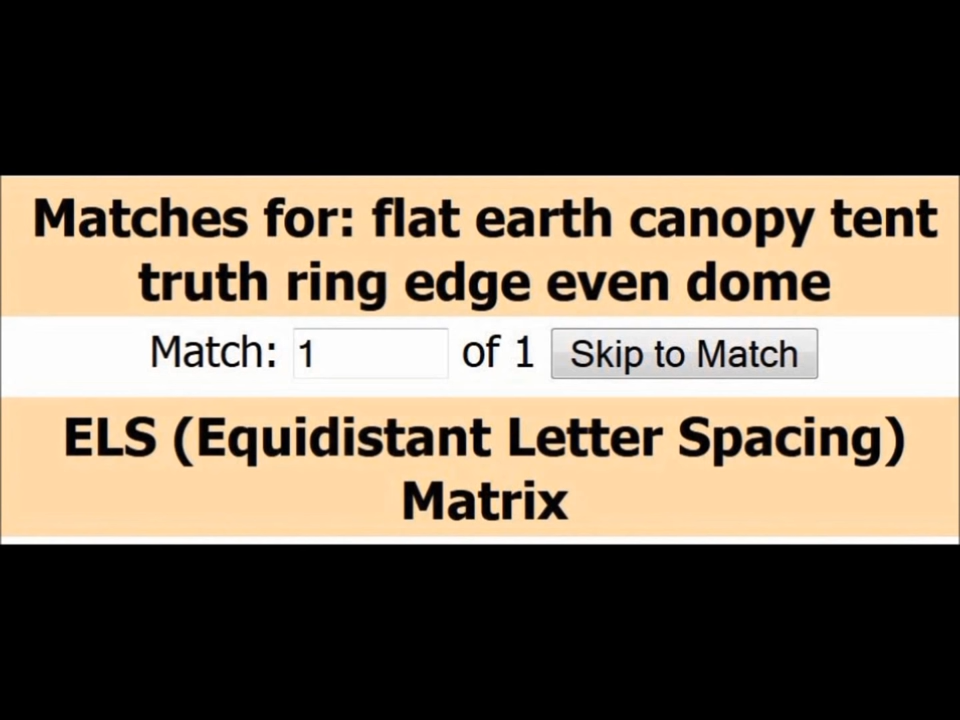 Matches for: flat earth canopy tent
truth ring edge even dome
Match: 1 of 1 Skip to Match
ELS (Equidistant Letter Spacing)
Matrix